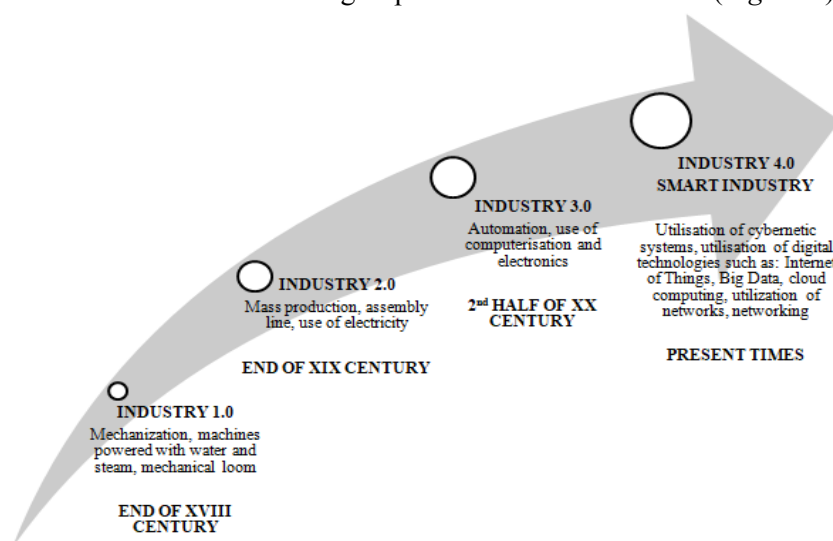 INDUSTRY 4.0
SMART INDUSTRY
Utilisation of cybernetic
systems, utilisation of digital
technologies such as: Internet
of Things, Big Data, cloud
computing, utilization of
networks, networking
PRESENT TIMES
INDUSTRY 3.0
Automation, use of
computerisation and
electronics
2nd HALF OF XX
CENTURY
INDUSTRY 2.0
Mass production, assembly
line, use of electricity
END OF XIX CENTURY
INDUSTRY 1.0
Mechanization, machines
powered with water and
steam, mechanical loom
END OF XVIII
CENTURY